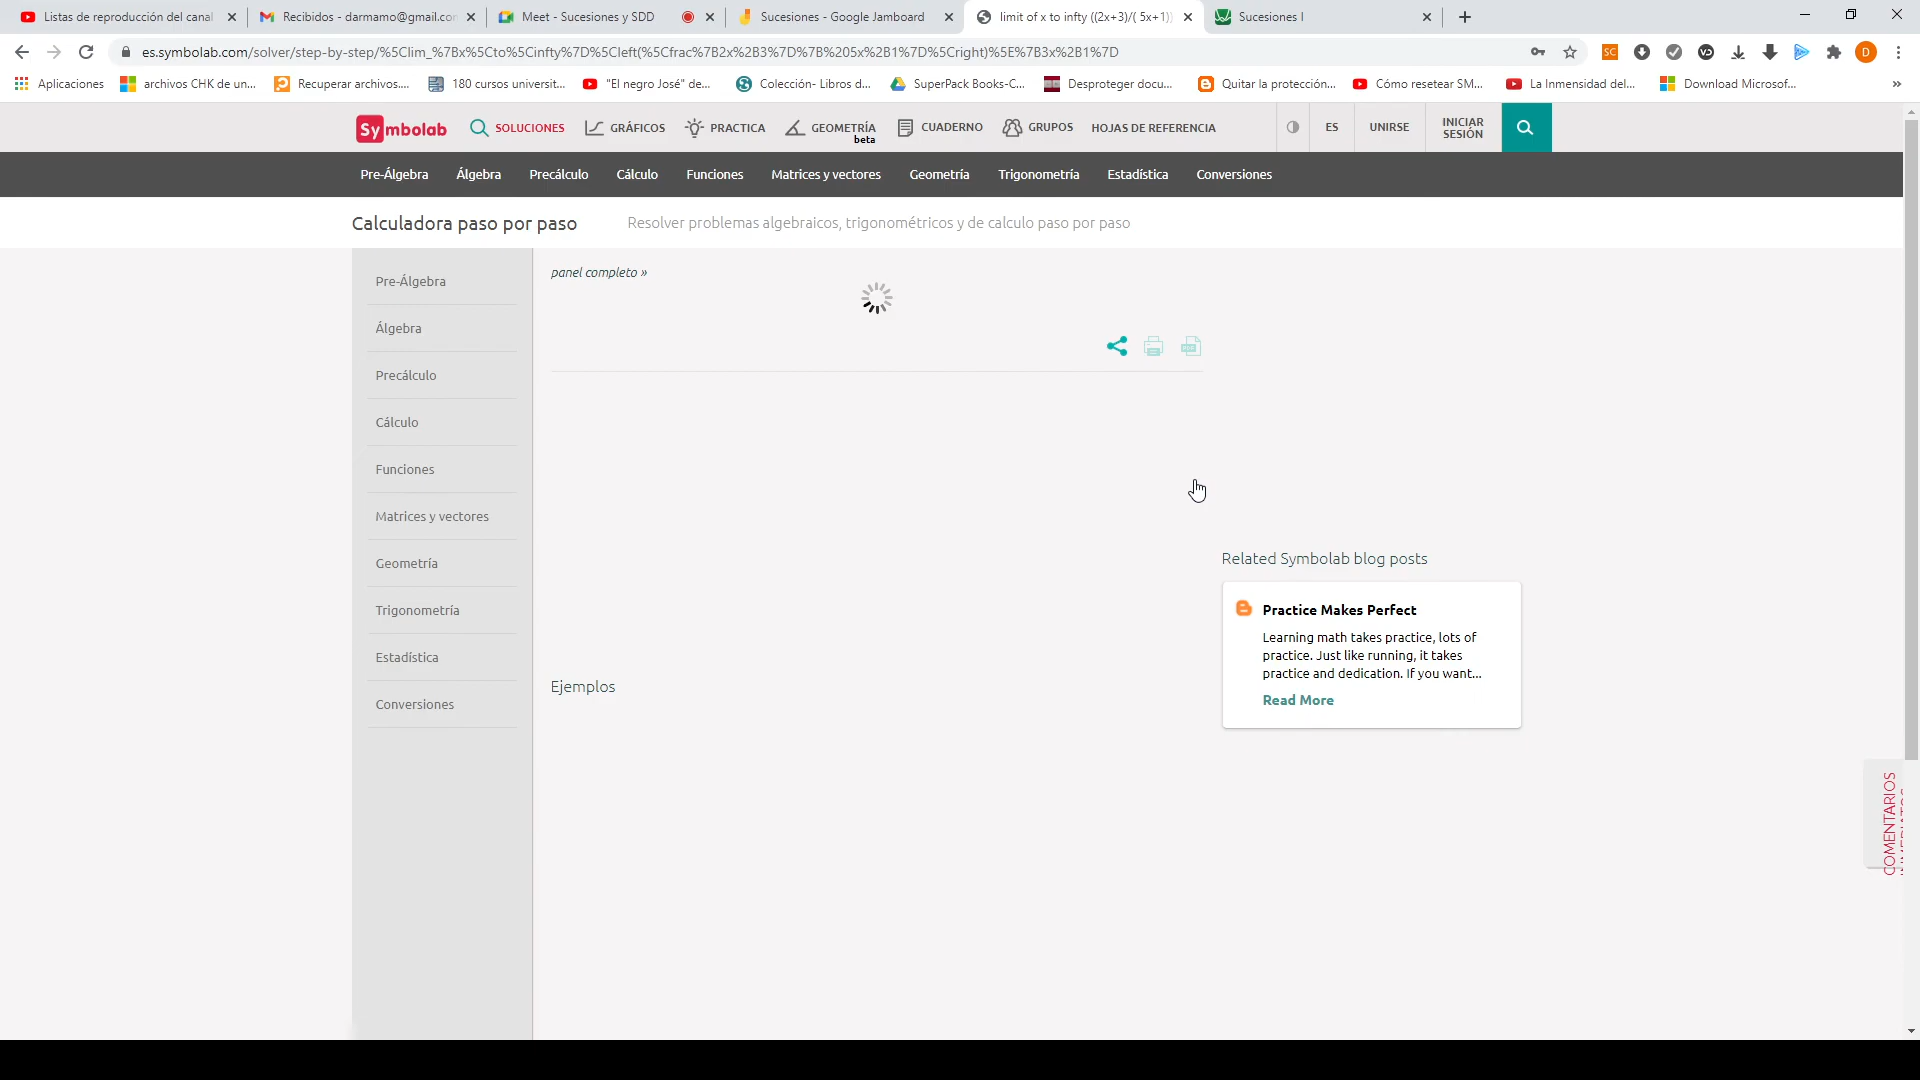 Listas de reproducción del canal
Recibidos - darmamo@gmail.co
Meet - Sucesiones y SDD
Sucesiones - Google Jamboard
limit of x to infty ((2x+3)/( 5x+1))
Sucesiones I
es.symbolab.com/solver/step-by-step/%5Clim_%7Bx%5Cto%5Cinfty%7D%5Cleft(%5Cfrac%7B2x%2B3%7D%7B%205x%2B1%7D%5Cright)%5E%7B3x%2B1%7D
SC
VD
D
Aplicaciones
archivos CHK de un...
Recuperar archivos....
180 cursos universit...
"El negro José" de...
Colección- Libros d...
SuperPack Books-C...
Desproteger docu...
Quitar la protección...
Cómo resetear SM...
La Inmensidad del...
Download Microsof...
»
Symbolab
SOLUCIONES
GRÁFICOS
PRACTICA
GEOMETRÍA
beta
CUADERNO
GRUPOS
HOJAS DE REFERENCIA
ES
UNIRSE
INICIAR
SESIÓN
Pre-Álgebra
Álgebra
Precálculo
Cálculo
Funciones
Matrices y vectores
Geometría
Trigonometría
Estadística
Conversiones
Calculadora paso por paso
Resolver problemas algebraicos, trigonométricos y de calculo paso por paso
Pre-Álgebra
Álgebra
Precálculo
Cálculo
Funciones
Matrices y vectores
Geometría
Trigonometría
Estadística
Conversiones
panel completo »
Ejemplos
Related Symbolab blog posts
Practice Makes Perfect
Learning math takes practice, lots of
practice. Just like running, it takes
practice and dedication. If you want...
Read More
COMENTARIOS